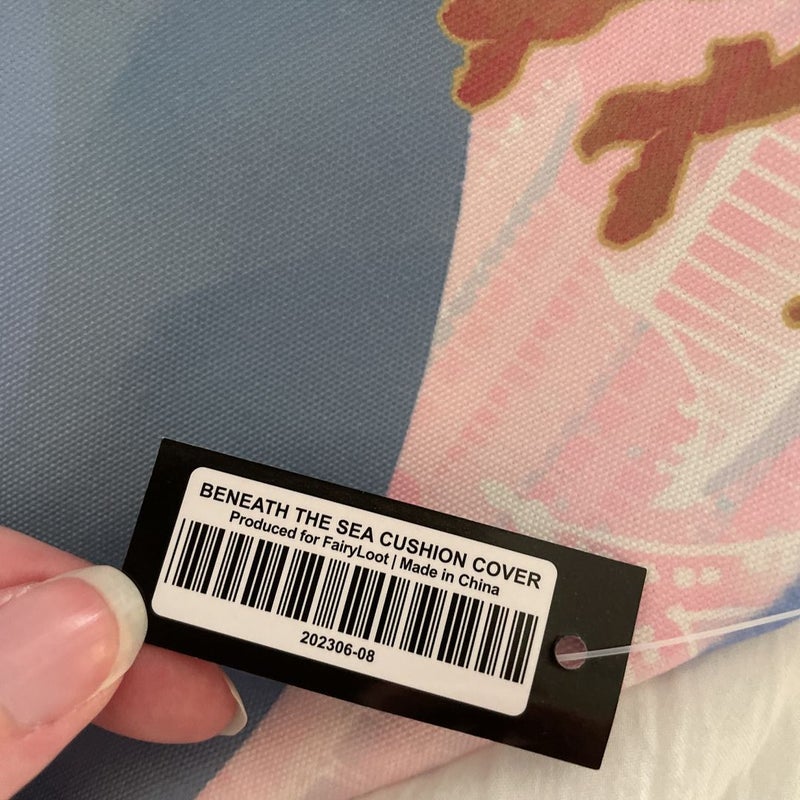 BENEATH THE SEA CUSHION COVER
Produced for FairyLoot | Made in China
202306-08